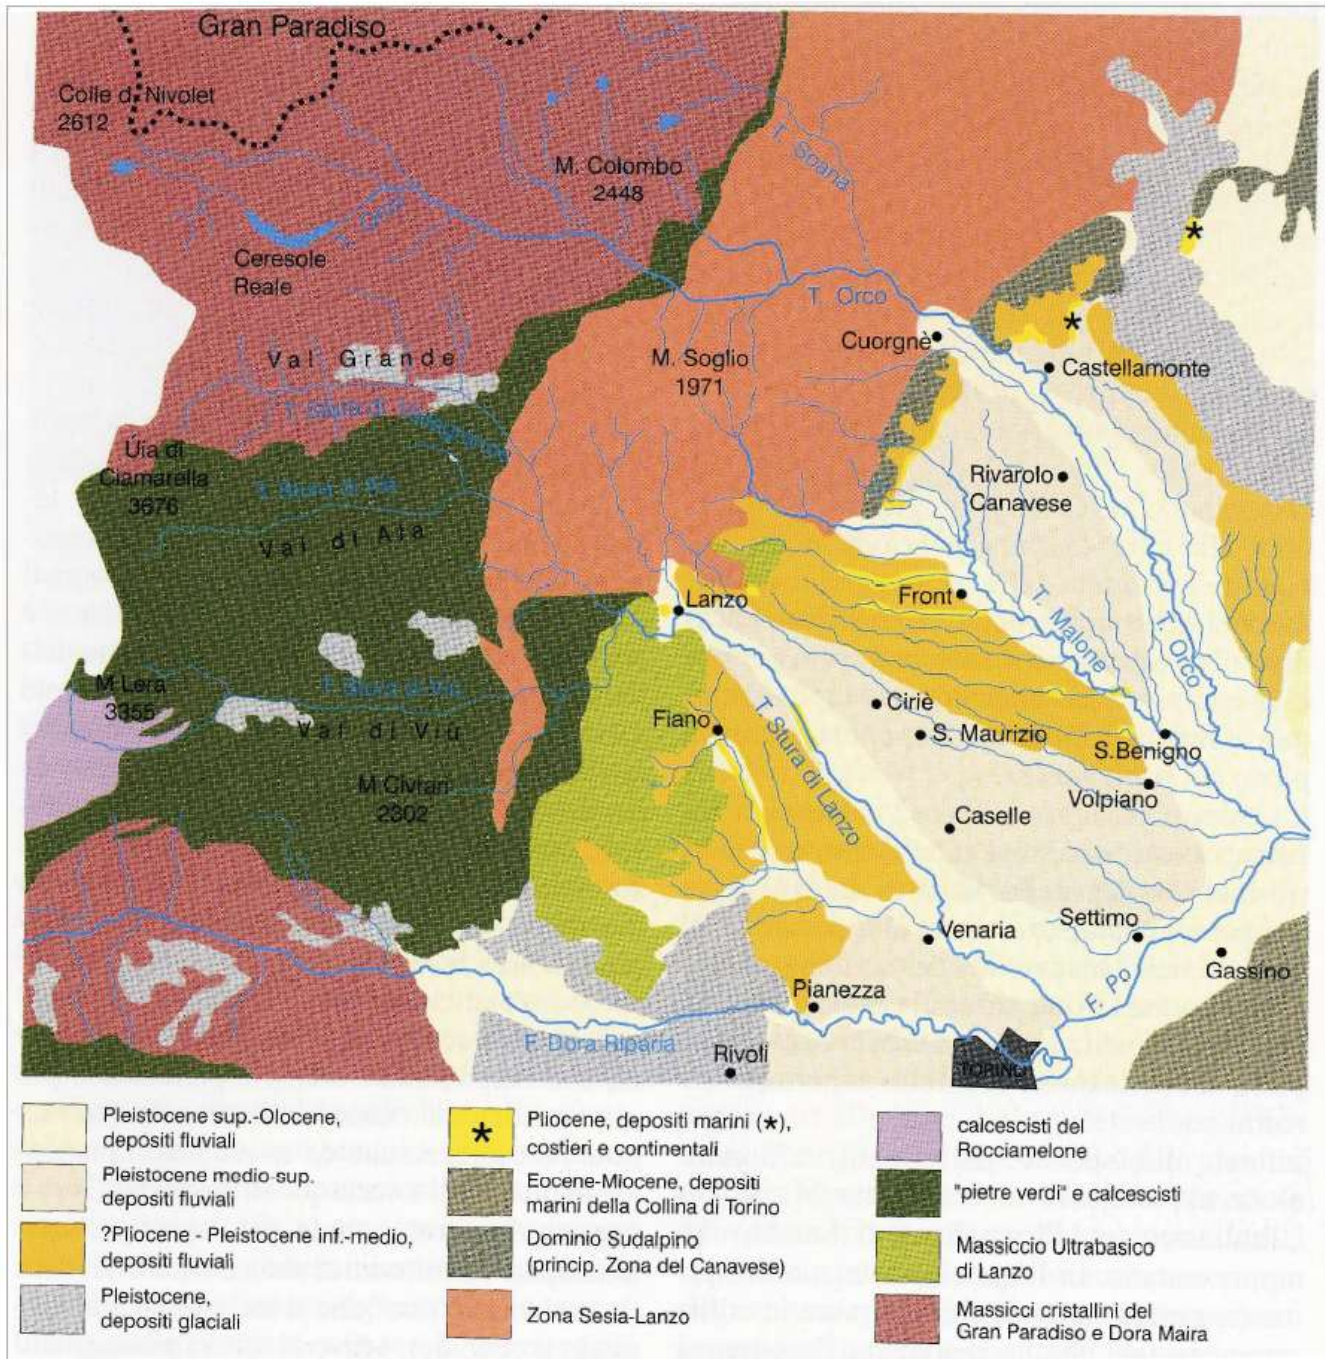 Gran Paradiso
Colle d. Nivolet
2612
M. Colombo
2448
T. Soana
T. Orco
Ceresole
Reale
T. Orco
Cuorgnè
Castellamonte
Val Grande
M. Soglio
1971
Úia di
Ciamarella
3676
Val di Ala
Rivarolo
Canavese
Lanzo
Front
T. Malone
T. Orco
M Lera
3355
Val di Viù
Fiano
T. Stura di Lanzo
Ciriè
S. Maurizio
S.Benigno
Volpiano
M Civrari
2302
Caselle
Settimo
Venaria
Gassino
Pianezza
F. Po
F. Dora Riparia
Rivoli
TORINO
Pleistocene sup.-Olocene,
depositi fluviali
Pleistocene medio-sup.
depositi fluviali
?Pliocene - Pleistocene inf.-medio,
depositi fluviali
Pleistocene,
depositi glaciali
Pliocene, depositi marini (*),
costieri e continentali
Eocene-Miocene, depositi
marini della Collina di Torino
Dominio Sudalpino
(princip. Zona del Canavese)
Zona Sesia-Lanzo
calcescisti del
Rocciamelone
"pietre verdi" e calcescisti
Massiccio Ultrabasico
di Lanzo
Massicci cristallini del
Gran Paradiso e Dora Maira